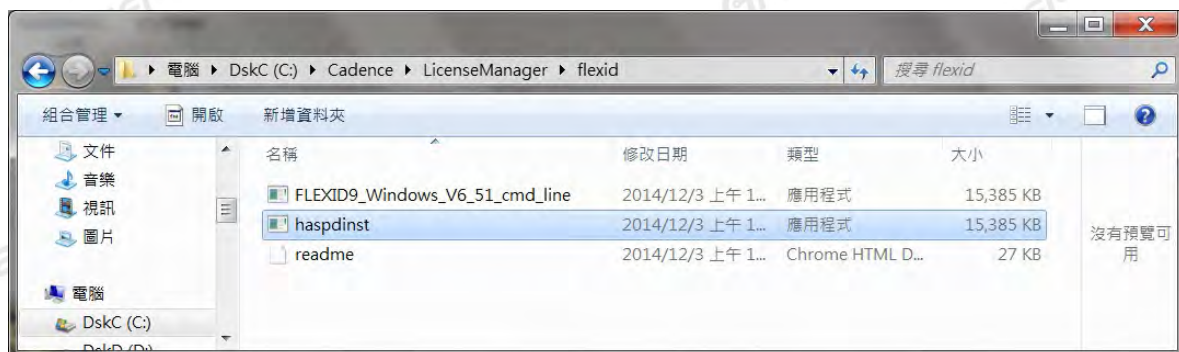 電腦 ▸ DskC (C:) ▸ Cadence ▸ LicenseManager ▸ flexid
搜尋 flexid
組合管理 ▾ 開啟 新增資料夾
文件
音樂
視訊
圖片
電腦
DskC (C:)
DskD (D:)
名稱 修改日期 類型 大小
FLEXID9_Windows_V6_51_cmd_line 2014/12/3 上午 1... 應用程式 15,385 KB
haspdinst 2014/12/3 上午 1... 應用程式 15,385 KB
readme 2014/12/3 上午 1... Chrome HTML D... 27 KB
沒有預覽可
用